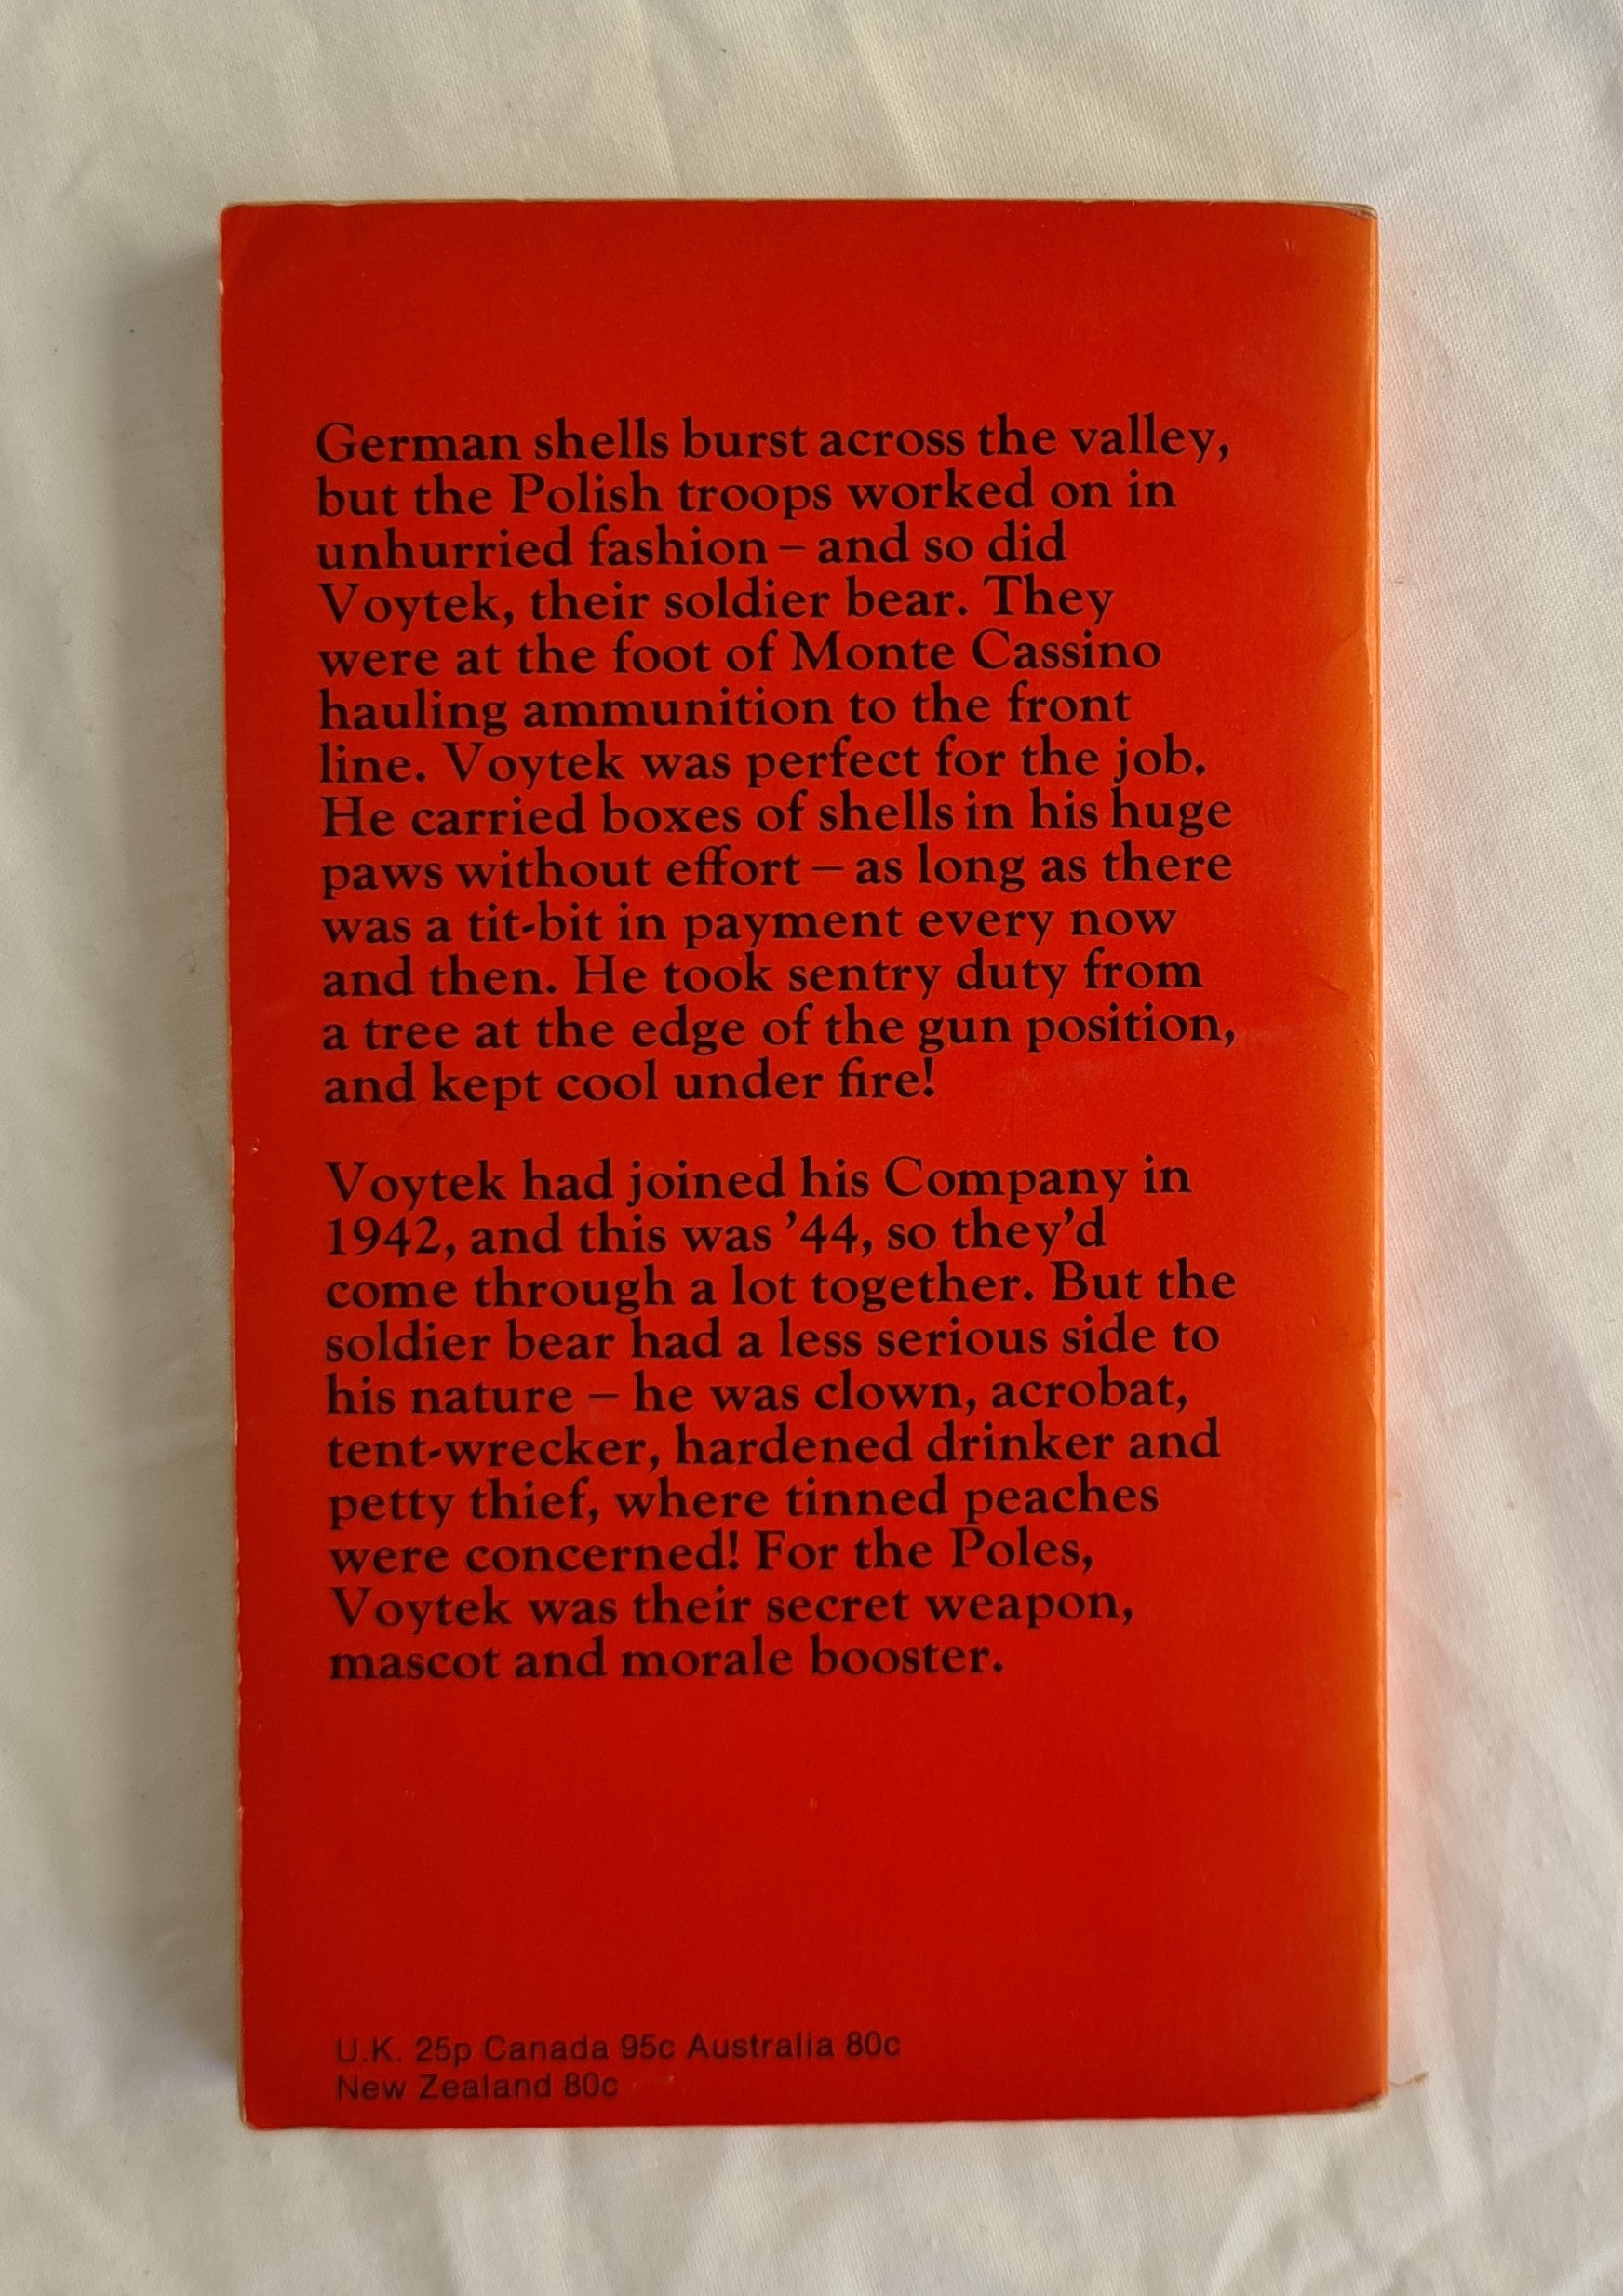 German shells burst across the valley,
but the Polish troops worked on in
unhurried fashion – and so did
Voytek, their soldier bear. They
were at the foot of Monte Cassino
hauling ammunition to the front
line. Voytek was perfect for the job.
He carried boxes of shells in his huge
paws without effort – as long as there
was a tit-bit in payment every now
and then. He took sentry duty from
a tree at the edge of the gun position,
and kept cool under fire!
Voytek had joined his Company in
1942, and this was ’44, so they’d
come through a lot together. But the
soldier bear had a less serious side to
his nature – he was clown, acrobat,
tent-wrecker, hardened drinker and
petty thief, where tinned peaches
were concerned! For the Poles,
Voytek was their secret weapon,
mascot and morale booster.
U.K. 25p Canada 95c Australia 80c
New Zealand 80c